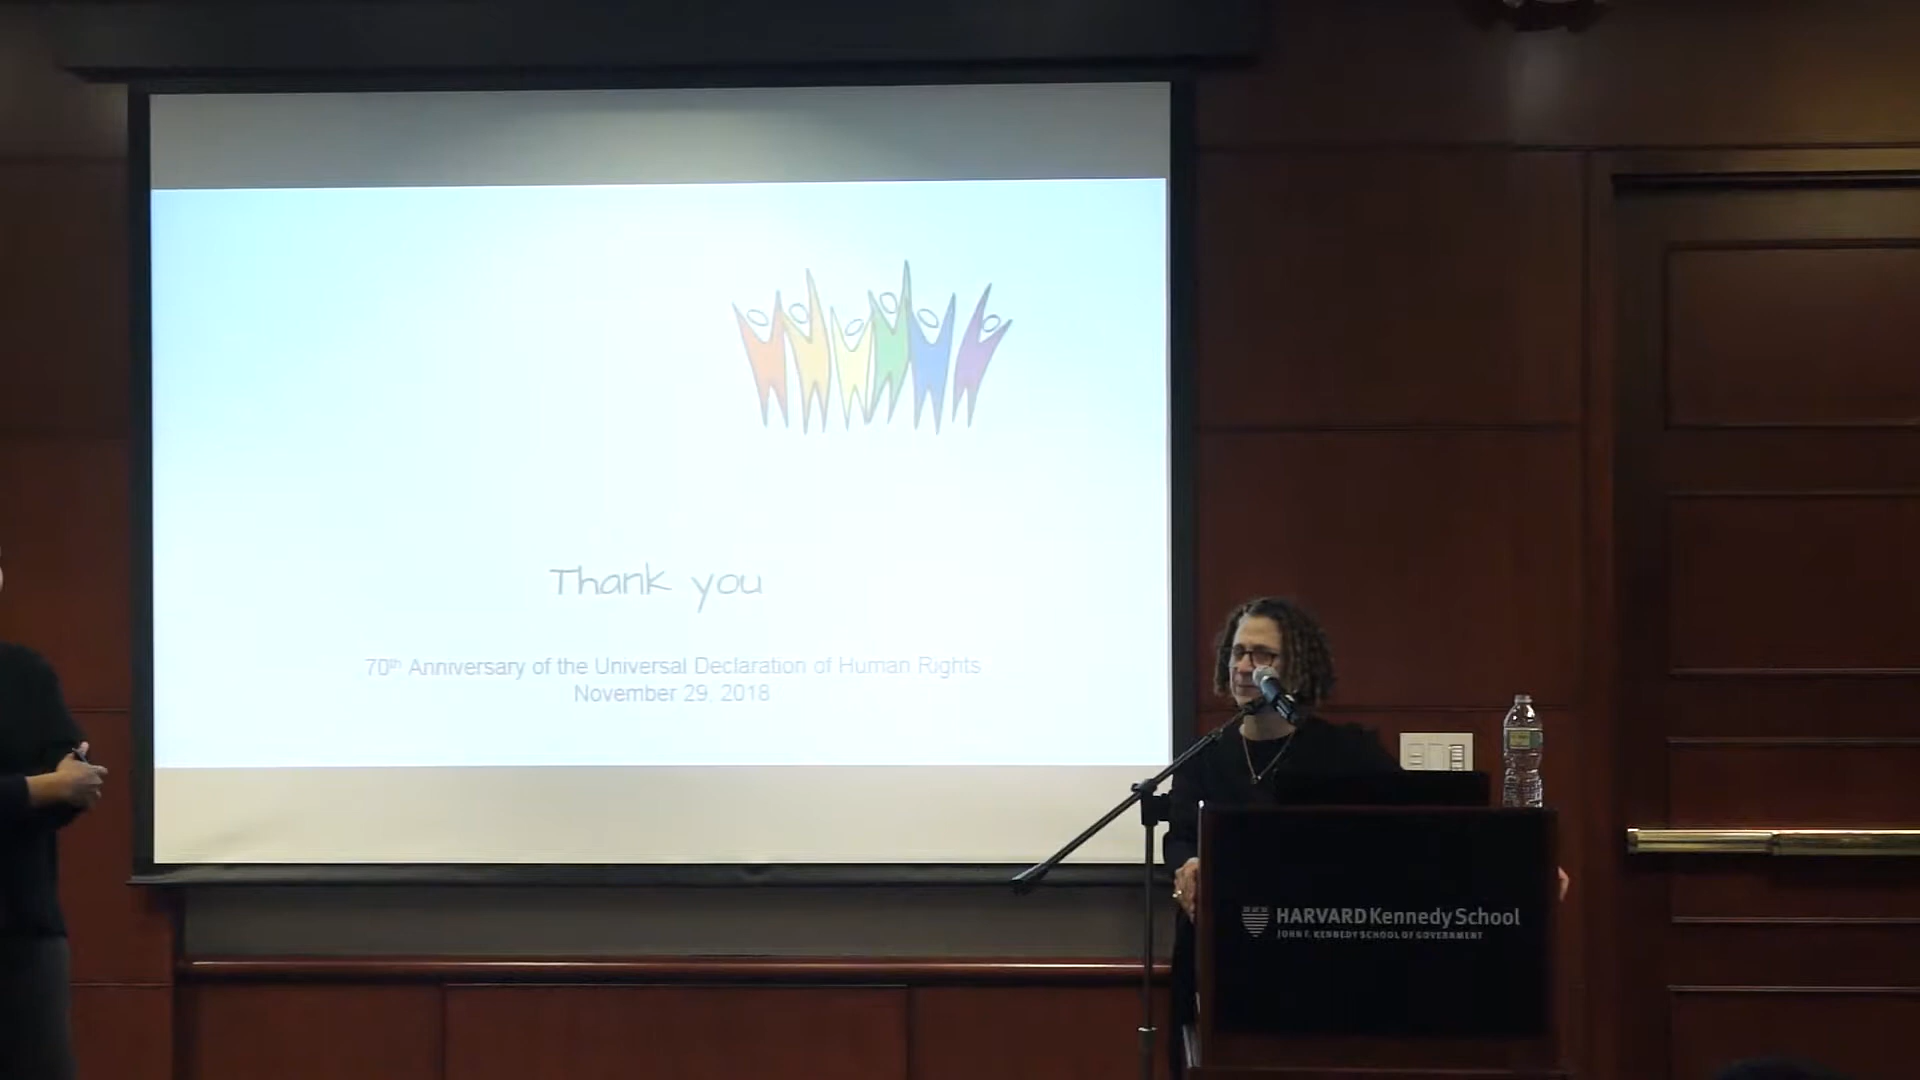 Thank you
70th Anniversary of the Universal Declaration of Human Rights
November 29, 2018
HARVARD Kennedy School
JOHN F. KENNEDY SCHOOL OF GOVERNMENT